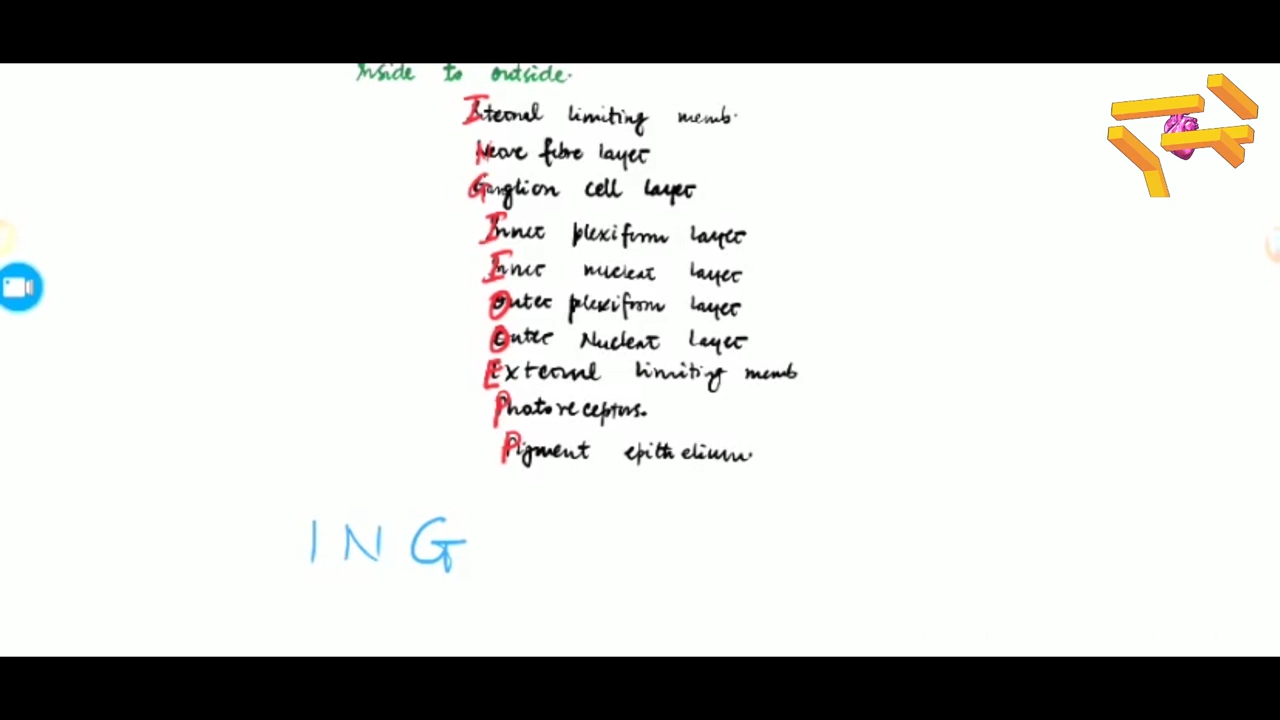 Inside to outside.
Internal limiting memb.
Nerve fibre layer
Ganglion cell layer
Inner plexiform layer
Inner nuclear layer
Outer plexiform layer
Outer Nuclear layer
External limiting memb
Photoreceptors.
Pigment epithelium.
ING